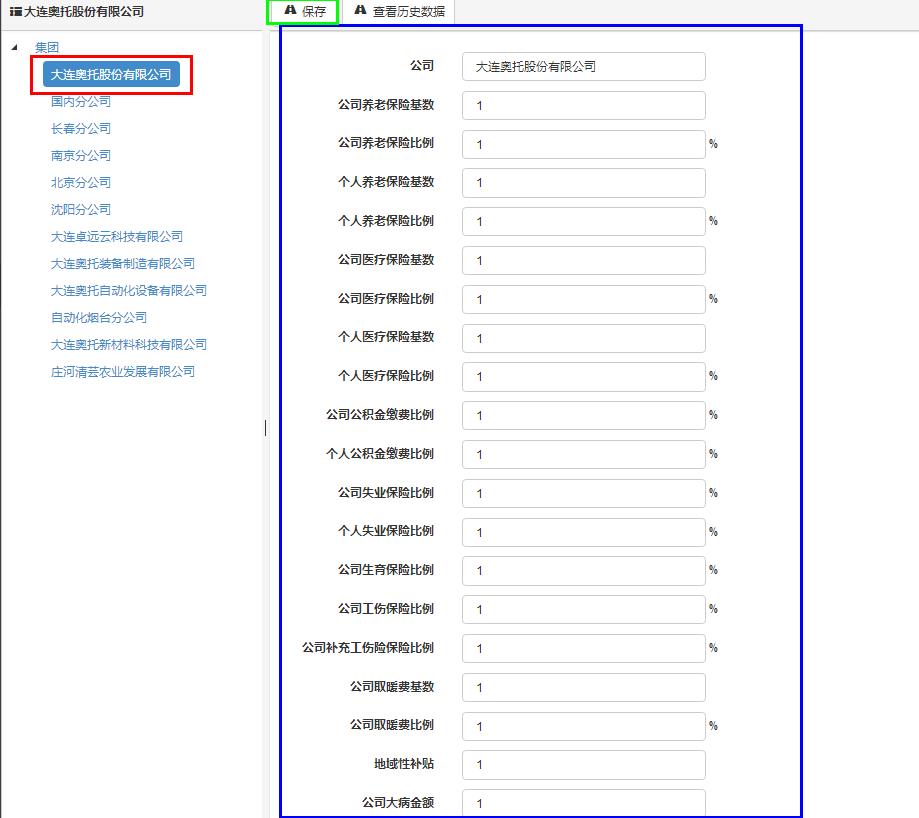 大连奥托股份有限公司
保存 查看历史数据
集团
大连奥托股份有限公司
国内分公司
长春分公司
南京分公司
北京分公司
沈阳分公司
大连卓远云科技有限公司
大连奥托装备制造有限公司
大连奥托自动化设备有限公司
自动化烟台分公司
大连奥托新材料科技有限公司
庄河清芸农业发展有限公司
公司 大连奥托股份有限公司
公司养老保险基数 1
公司养老保险比例 1 %
个人养老保险基数 1
个人养老保险比例 1 %
公司医疗保险基数 1
公司医疗保险比例 1 %
个人医疗保险基数 1
个人医疗保险比例 1 %
公司公积金缴费比例 1 %
个人公积金缴费比例 1 %
公司失业保险比例 1 %
个人失业保险比例 1 %
公司生育保险比例 1 %
公司工伤保险比例 1 %
公司补充工伤险保险比例 1 %
公司取暖费基数 1
公司取暖费比例 1 %
地域性补贴 1
公司大病金额 1